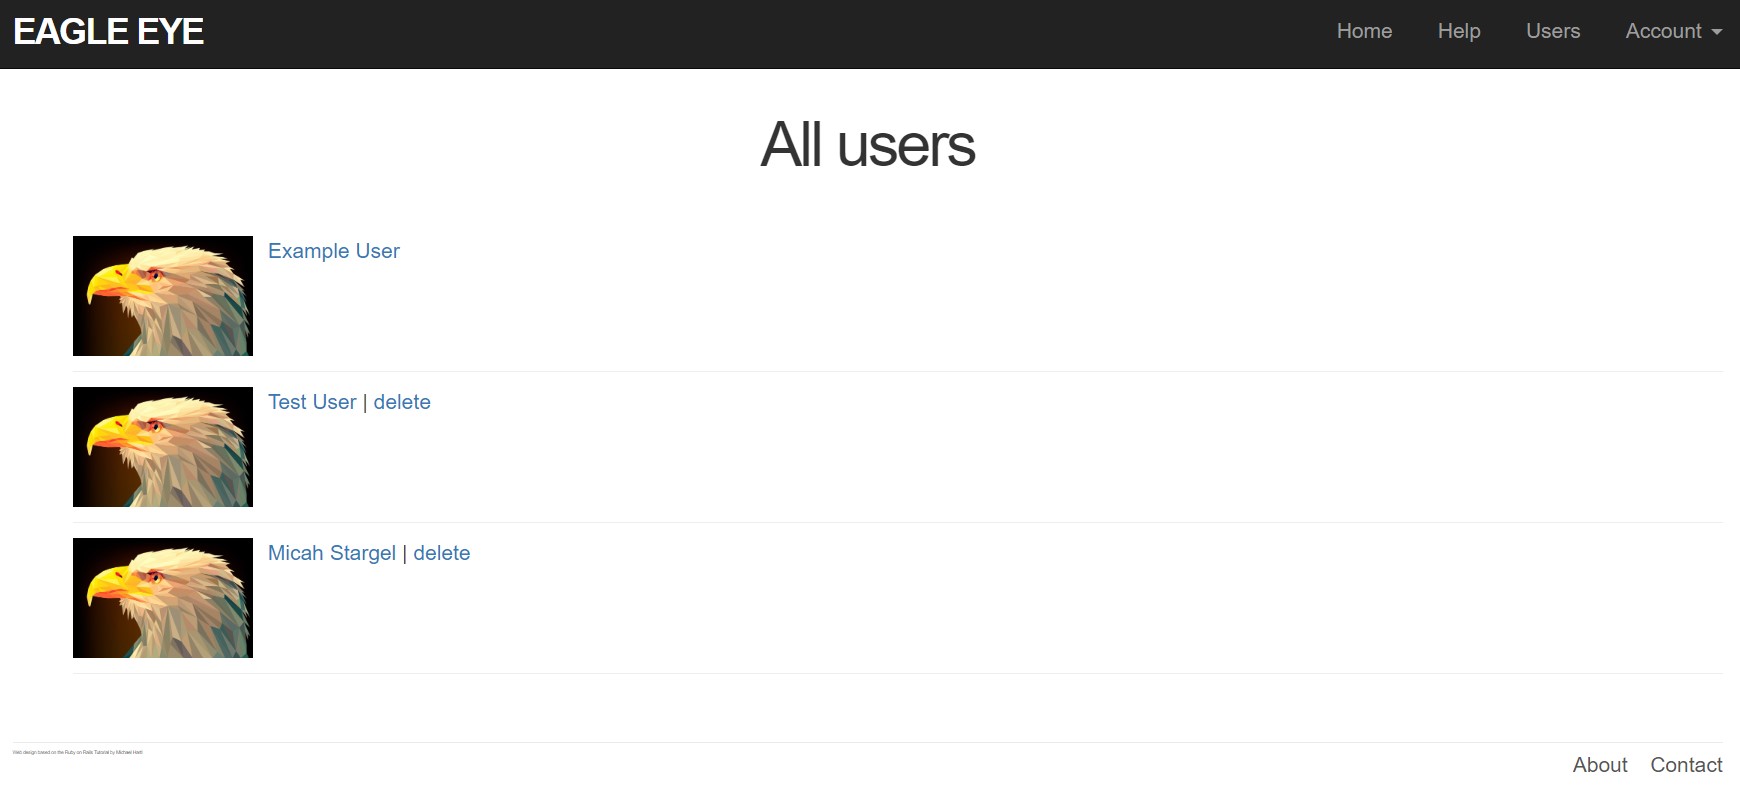 EAGLE EYE
Home Help Users Account
All users
Example User
Test User | delete
Micah Stargel | delete
Web design based on the Ruby on Rails Tutorial by Michael Hartl
About Contact